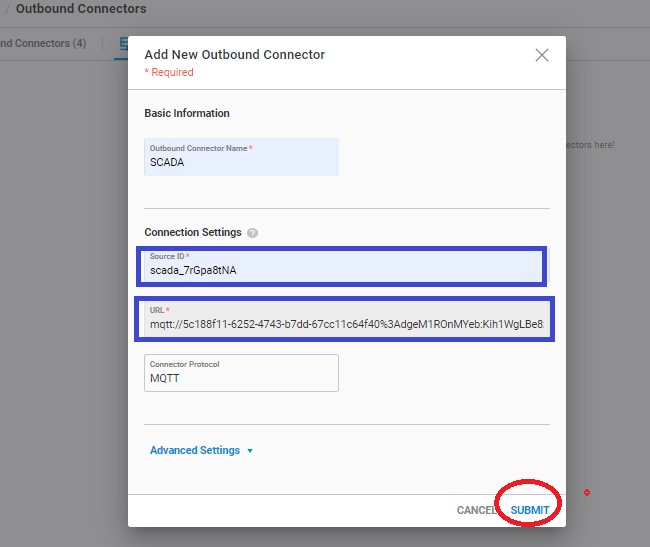 / Outbound Connectors
nd Connectors (4)
Add New Outbound Connector
* Required
Basic Information
ectors here!
Outbound Connector Name *
SCADA
Connection Settings ?
Source ID *
scada_7rGpa8tNA
URL *
mqtt://5c188f11-6252-4743-b7dd-67cc11c64f40%3AdgeM1ROnMYeb:Kih1WgLBe8
Connector Protocol
MQTT
Advanced Settings
CANCEL SUBMIT